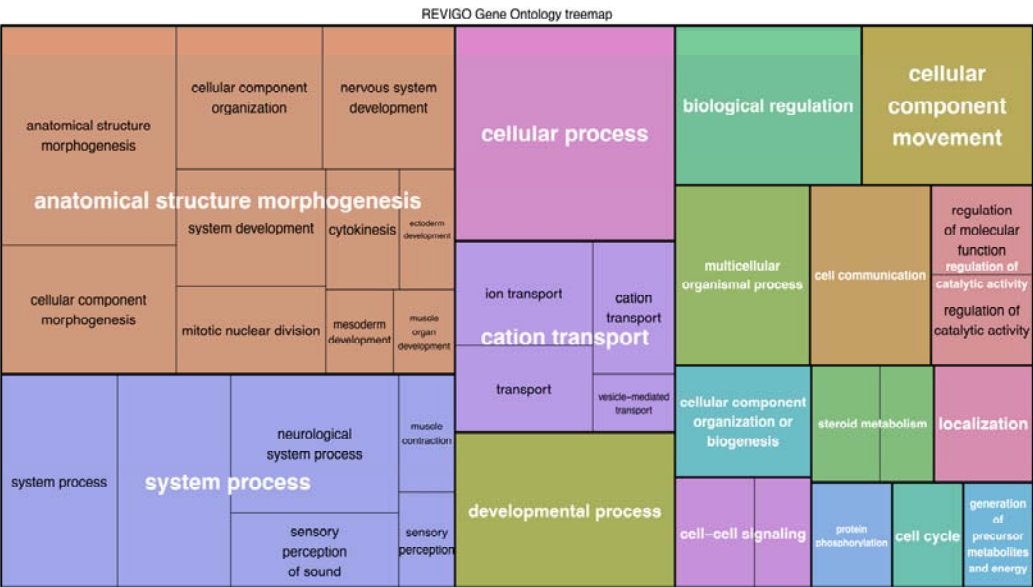 REVIGO Gene Ontology treemap
anatomical structure
morphogenesis
cellular component
organization
nervous system
development
anatomical structure morphogenesis
system development
cytokinesis
ectoderm
development
cellular component
morphogenesis
mitotic nuclear division
mesoderm
development
muscle
organ
development
system process
neurological
system process
muscle
contraction
system process
sensory
perception
of sound
sensory
perception
cellular process
ion transport
cation
transport
cation transport
transport
vesicle-mediated
transport
developmental process
biological regulation
cellular
component
movement
multicellular
organismal process
cell communication
regulation
of molecular
function
regulation of
catalytic activity
regulation of
catalytic activity
cellular component
organization or
biogenesis
steroid metabolism
localization
cell-cell signaling
protein
phosphorylation
cell cycle
generation
of
precursor
metabolites
and energy